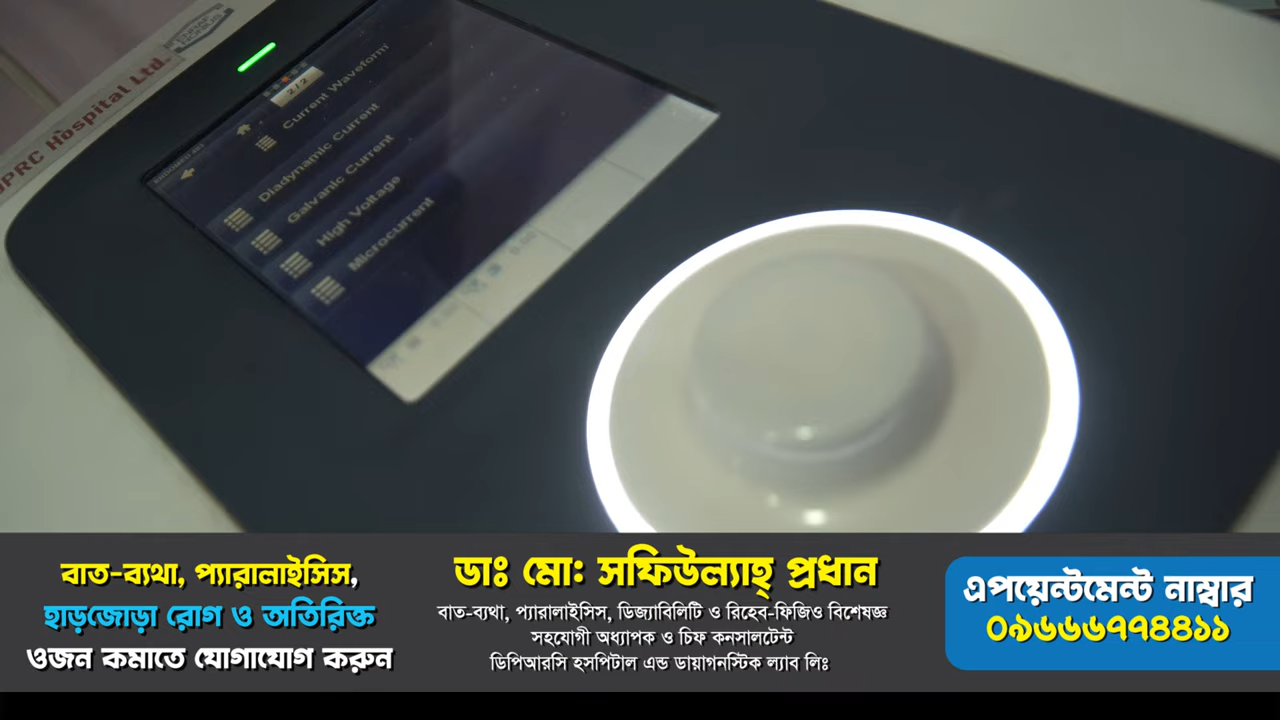 DPRC Hospital Ltd.
ENRAF
NONIUS
2/2
Current Waveform
Diadynamic Current
Galvanic Current
High Voltage
Microcurrent
বাত-ব্যথা, প্যারালাইসিস,
হাড়জোড়া রোগ ও অতিরিক্ত
ওজন কমাতে যোগাযোগ করুন
ডাঃ মো: সফিউল্যাহ্ প্রধান
বাত-ব্যথা, প্যারালাইসিস, ডিজ্যাবিলিটি ও রিহেব-ফিজিও বিশেষজ্ঞ
সহযোগী অধ্যাপক ও চিফ কনসালটেন্ট
ডিপিআরসি হসপিটাল এন্ড ডায়াগনস্টিক ল্যাব লিঃ
এপয়েন্টমেন্ট নাম্বার
০৯৬৬৬৭৭৪৪১১